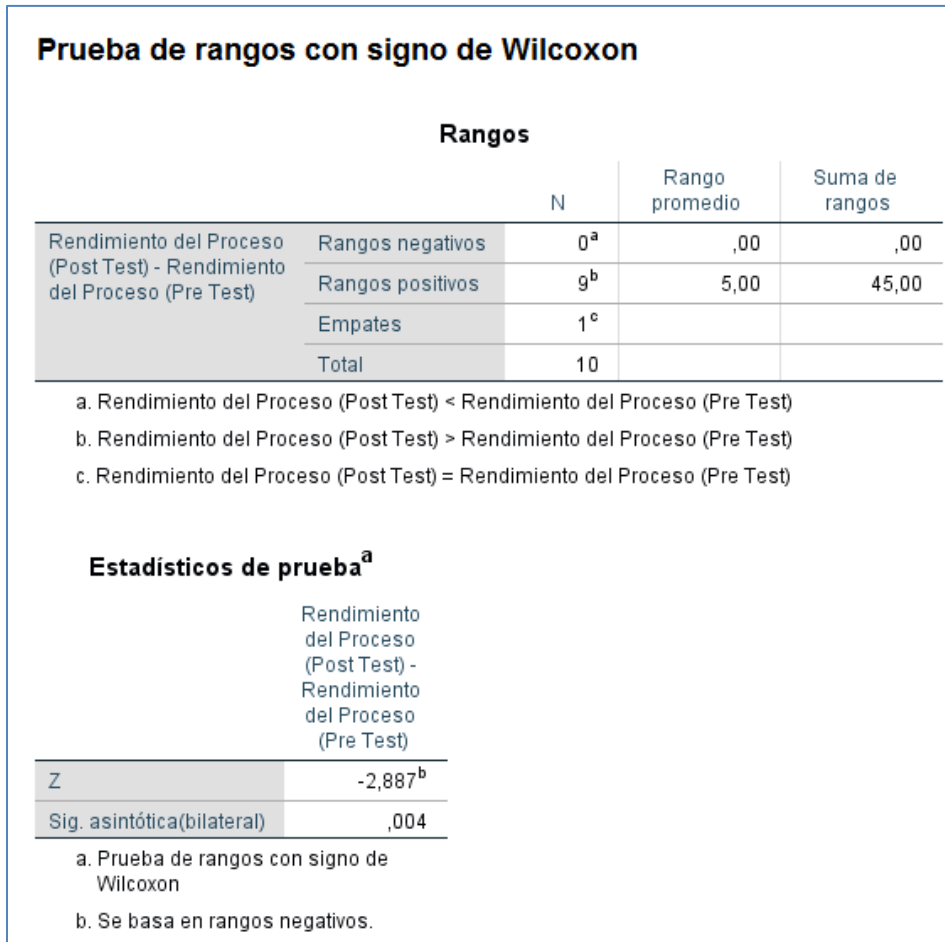 Prueba de rangos con signo de Wilcoxon
Rangos
N Rango promedio Suma de rangos
Rendimiento del Proceso (Post Test) - Rendimiento del Proceso (Pre Test) Rangos negativos 0a ,00 ,00
Rangos positivos 9b 5,00 45,00
Empates 1c
Total 10
a. Rendimiento del Proceso (Post Test) < Rendimiento del Proceso (Pre Test)
b. Rendimiento del Proceso (Post Test) > Rendimiento del Proceso (Pre Test)
c. Rendimiento del Proceso (Post Test) = Rendimiento del Proceso (Pre Test)
Estadísticos de pruebaa
Rendimiento
del Proceso
(Post Test) -
Rendimiento
del Proceso
(Pre Test)
Z -2,887b
Sig. asintótica(bilateral) ,004
a. Prueba de rangos con signo de
Wilcoxon
b. Se basa en rangos negativos.